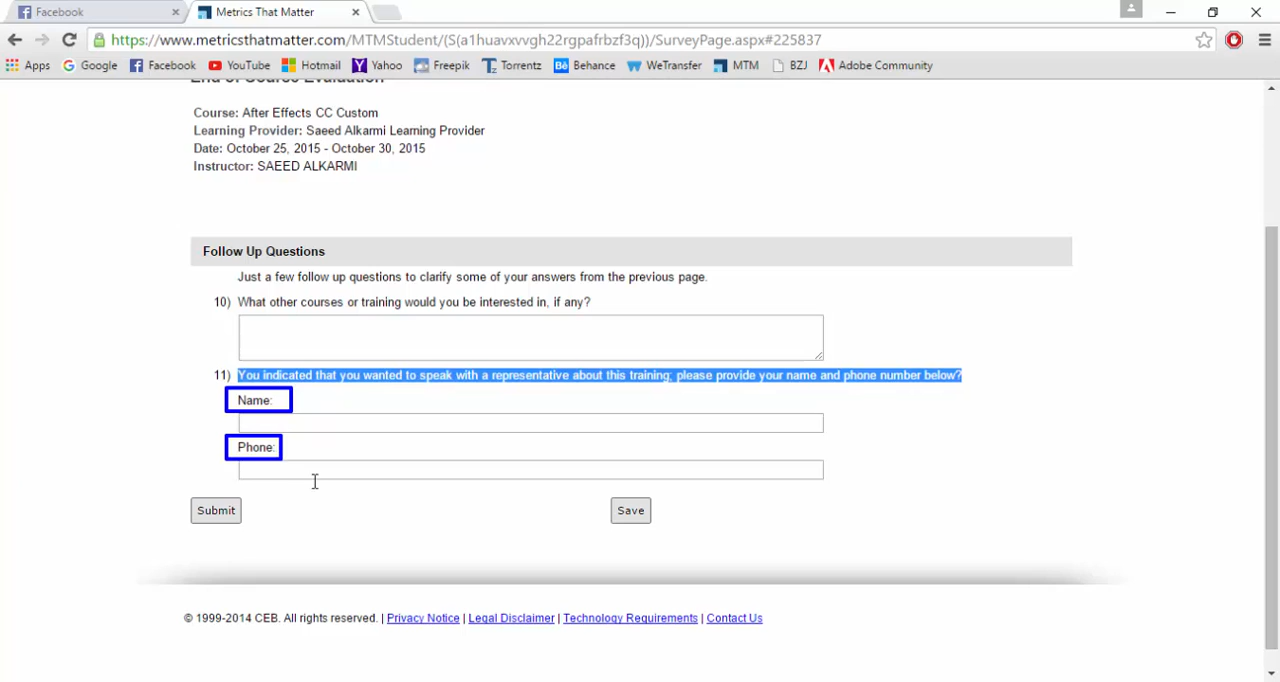 Facebook
Metrics That Matter
https://www.metricsthatmatter.com/MTMStudent/(S(a1huavxvvgh22rgpafrbzf3q))/SurveyPage.aspx#225837
Apps Google Facebook YouTube Hotmail Yahoo Freepik Torrentz Behance WeTransfer MTM BZJ Adobe Community
End of Course Evaluation
Course: After Effects CC Custom
Learning Provider: Saeed Alkarmi Learning Provider
Date: October 25, 2015 - October 30, 2015
Instructor: SAEED ALKARMI
Follow Up Questions
Just a few follow up questions to clarify some of your answers from the previous page.
10) What other courses or training would you be interested in, if any?
11) You indicated that you wanted to speak with a representative about this training; please provide your name and phone number below?
Name:
Phone:
Submit Save
© 1999-2014 CEB. All rights reserved. | Privacy Notice | Legal Disclaimer | Technology Requirements | Contact Us